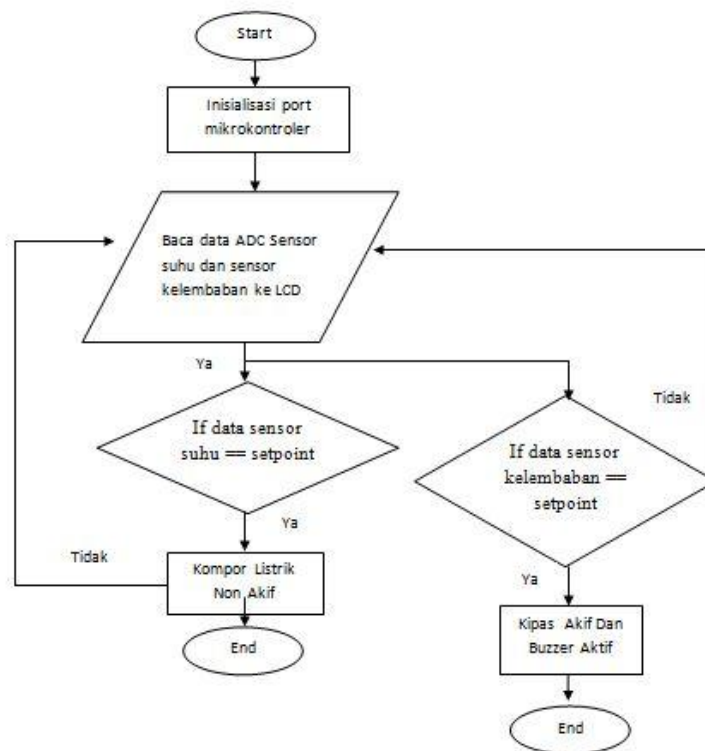 Start
Inisialisasi port
mikrokontroler
Baca data ADC Sensor
suhu dan sensor
kelembaban ke LCD
Ya
If data sensor
suhu == setpoint
Tidak
If data sensor
kelembaban ==
setpoint
Ya
Tidak
Kompor Listrik
Non Akif
End
Ya
Kipas Akif Dan
Buzzer Aktif
End